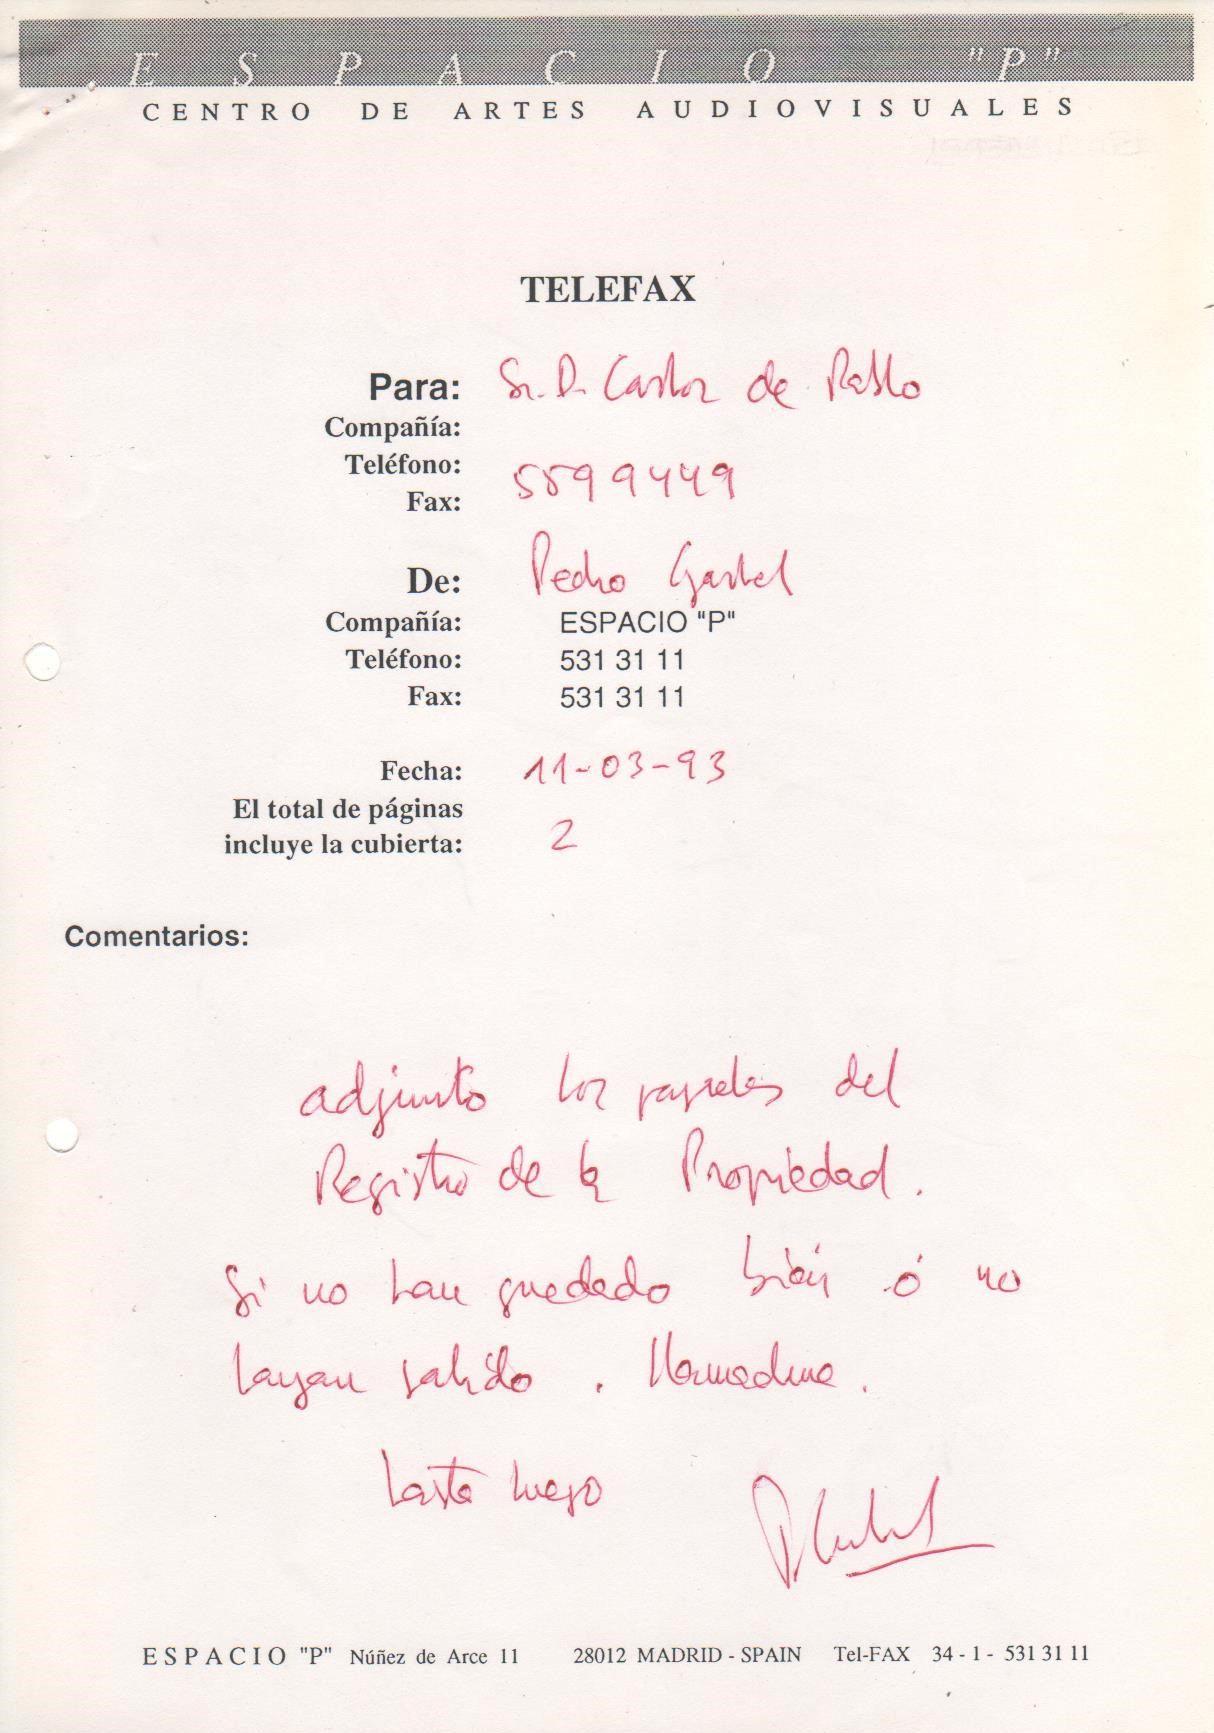 ESPACIO "P"
CENTRO DE ARTES AUDIOVISUALES
TELEFAX
Para: Sr. D. Carlos de Pablo
Compañía:
Teléfono: 5599449
Fax:
De: Pedro Garhel
Compañía: ESPACIO "P"
Teléfono: 531 31 11
Fax: 531 31 11
Fecha: 11-03-93
El total de páginas
incluye la cubierta: 2
Comentarios:
adjunto los papeles del
Registro de la Propiedad.
Si no han quedado bién ó no
hayan salido. llamadme.
hasta luego
ESPACIO "P" Núñez de Arce 11 28012 MADRID - SPAIN Tel-FAX 34 - 1 - 531 31 11